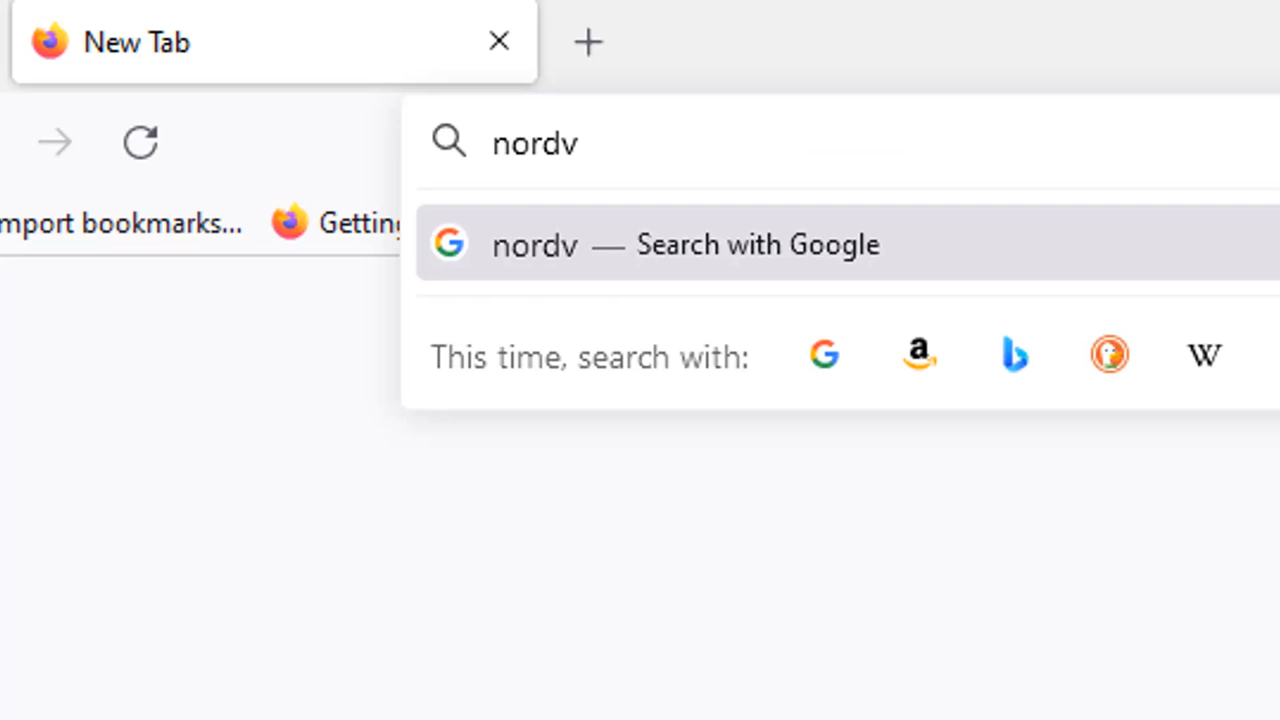 New Tab
nordv
mport bookmarks...
Getting
nordv — Search with Google
This time, search with: